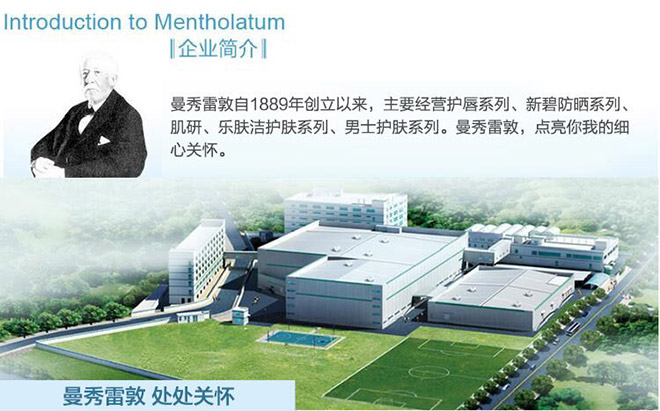 Introduction to Mentholatum
企业简介
曼秀雷敦自1889年创立以来，主要经营护唇系列、新碧防晒系列、
肌研、乐肤洁护肤系列、男士护肤系列。曼秀雷敦，点亮你我的细
心关怀。
曼秀雷敦 处处关怀